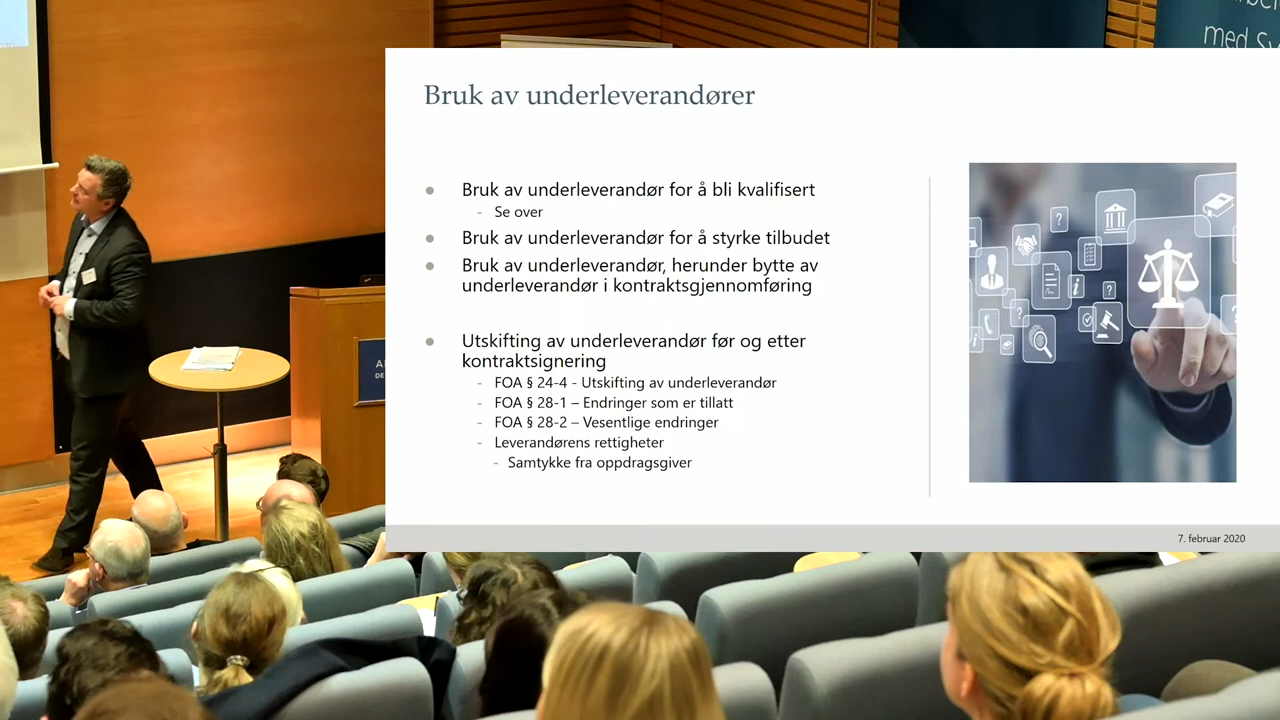 med Sy
Bruk av underleverandører
● Bruk av underleverandør for å bli kvalifisert
- Se over
● Bruk av underleverandør for å styrke tilbudet
● Bruk av underleverandør, herunder bytte av
underleverandør i kontraktsgjennomføring
● Utskifting av underleverandør før og etter
kontraktsignering
- FOA § 24-4 - Utskifting av underleverandør
- FOA § 28-1 – Endringer som er tillatt
- FOA § 28-2 – Vesentlige endringer
- Leverandørens rettigheter
- Samtykke fra oppdragsgiver
7. februar 2020